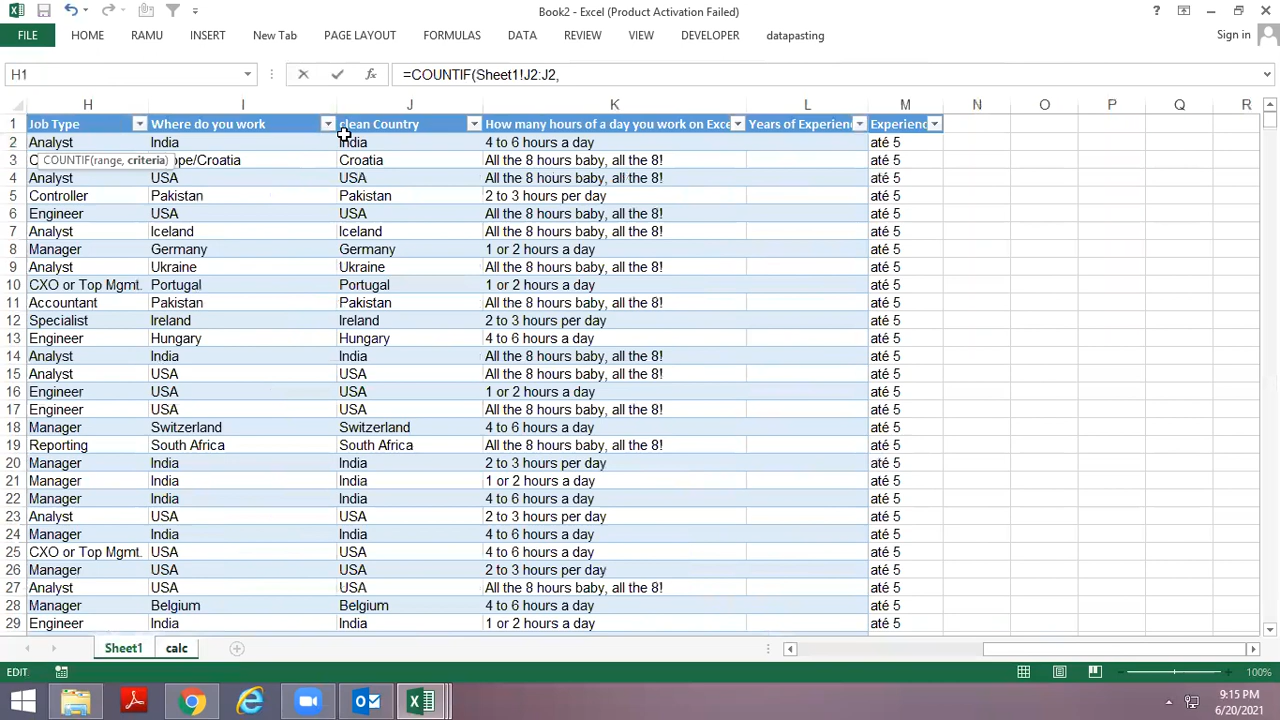 Book2 - Excel (Product Activation Failed)
FILE HOME RAMU INSERT New Tab PAGE LAYOUT FORMULAS DATA REVIEW VIEW DEVELOPER datapasting Sign in
H1 fx =COUNTIF(Sheet1!J2:J2,
H I J K L M N O P Q R
1 Job Type Where do you work clean Country How many hours of a day you work on Exce Years of Experien Experienc
2 Analyst India India 4 to 6 hours a day até 5
3 C COUNTIF(range, criteria) pe/Croatia Croatia All the 8 hours baby, all the 8! até 5
4 Analyst USA USA All the 8 hours baby, all the 8! até 5
5 Controller Pakistan Pakistan 2 to 3 hours per day até 5
6 Engineer USA USA All the 8 hours baby, all the 8! até 5
7 Analyst Iceland Iceland All the 8 hours baby, all the 8! até 5
8 Manager Germany Germany 1 or 2 hours a day até 5
9 Analyst Ukraine Ukraine All the 8 hours baby, all the 8! até 5
10 CXO or Top Mgmt. Portugal Portugal 1 or 2 hours a day até 5
11 Accountant Pakistan Pakistan All the 8 hours baby, all the 8! até 5
12 Specialist Ireland Ireland 2 to 3 hours per day até 5
13 Engineer Hungary Hungary 4 to 6 hours a day até 5
14 Analyst India India All the 8 hours baby, all the 8! até 5
15 Analyst USA USA All the 8 hours baby, all the 8! até 5
16 Engineer USA USA 1 or 2 hours a day até 5
17 Engineer USA USA All the 8 hours baby, all the 8! até 5
18 Manager Switzerland Switzerland 4 to 6 hours a day até 5
19 Reporting South Africa South Africa All the 8 hours baby, all the 8! até 5
20 Manager India India 2 to 3 hours per day até 5
21 Manager India India 1 or 2 hours a day até 5
22 Manager India India 4 to 6 hours a day até 5
23 Analyst USA USA 2 to 3 hours per day até 5
24 Manager India India 4 to 6 hours a day até 5
25 CXO or Top Mgmt. USA USA 4 to 6 hours a day até 5
26 Manager USA USA 2 to 3 hours per day até 5
27 Analyst USA USA All the 8 hours baby, all the 8! até 5
28 Manager Belgium Belgium 4 to 6 hours a day até 5
29 Engineer India India 1 or 2 hours a day até 5
Sheet1 calc
EDIT 100%
9:15 PM
6/20/2021